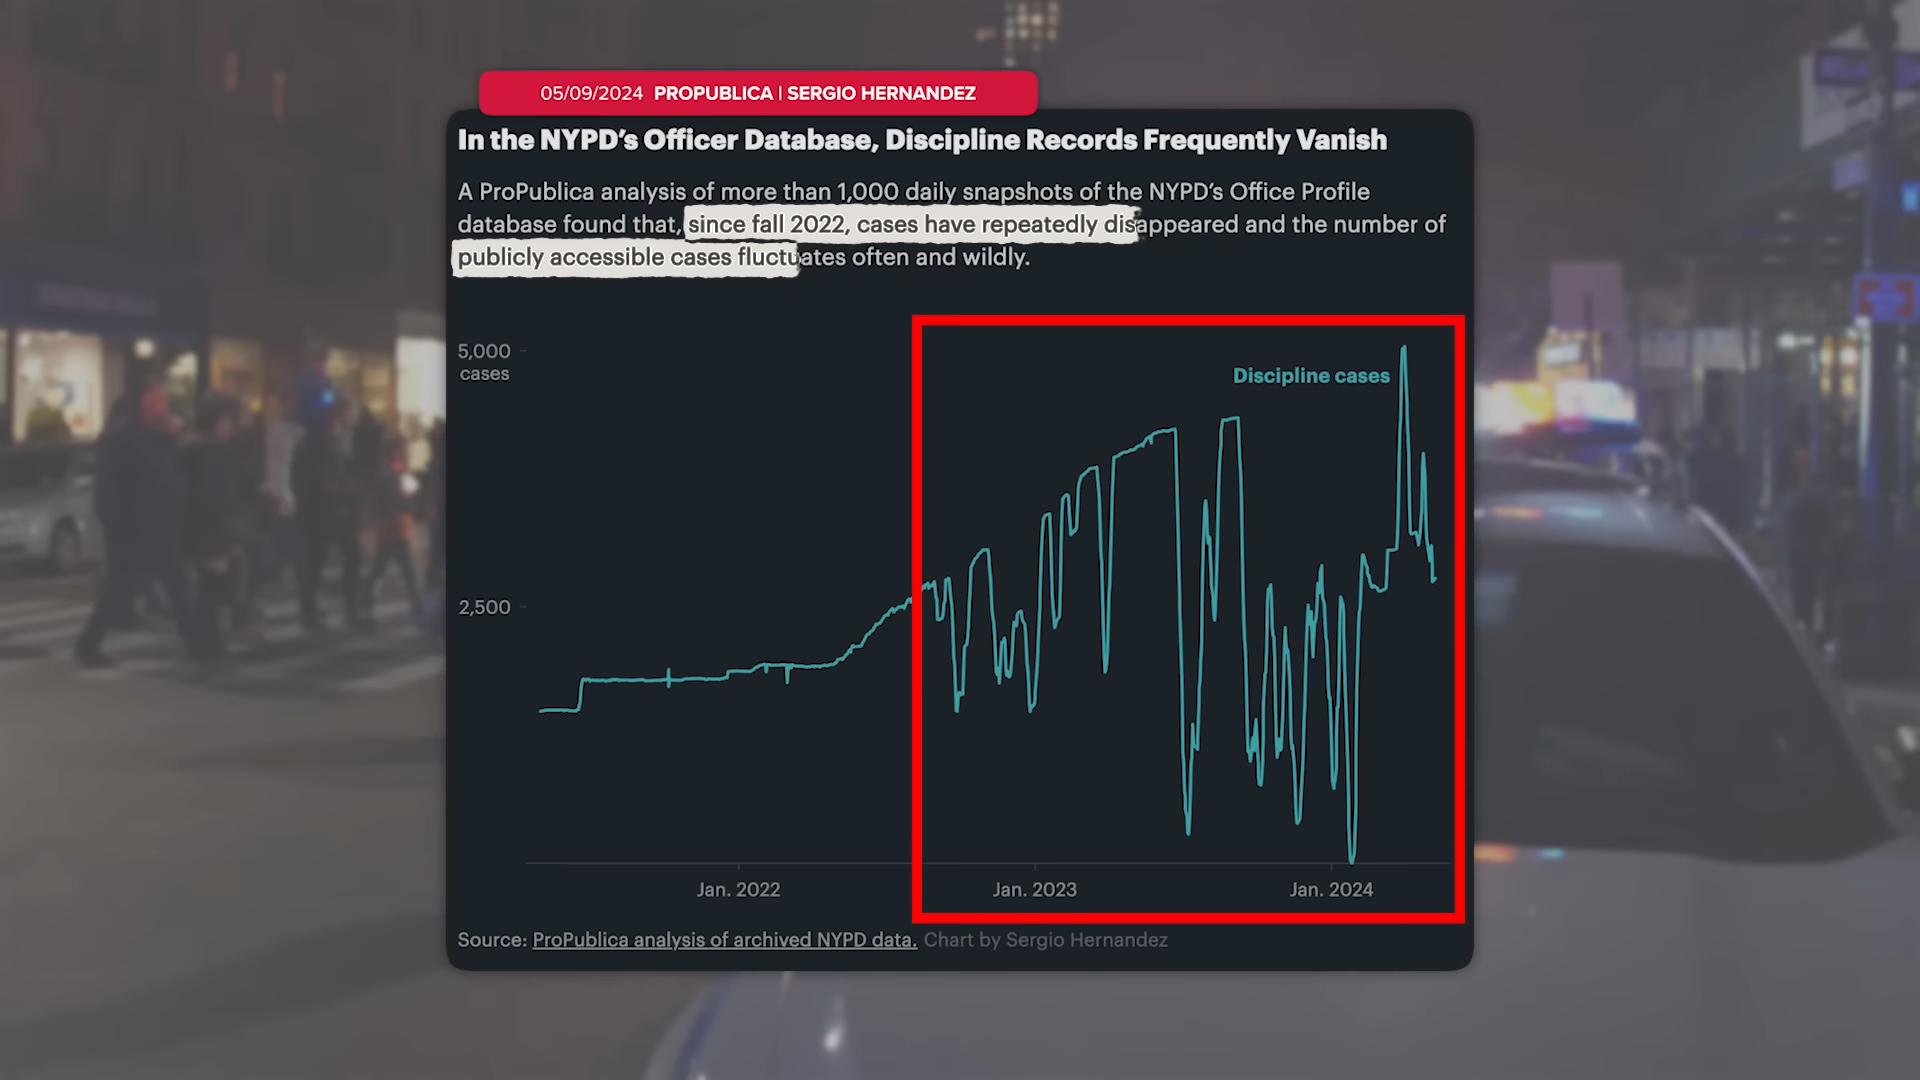 05/09/2024 PROPUBLICA | SERGIO HERNANDEZ
In the NYPD’s Officer Database, Discipline Records Frequently Vanish
A ProPublica analysis of more than 1,000 daily snapshots of the NYPD’s Office Profile
database found that, since fall 2022, cases have repeatedly disappeared and the number of
publicly accessible cases fluctuates often and wildly.
5,000
cases
Discipline cases
2,500
Jan. 2022
Jan. 2023
Jan. 2024
Source: ProPublica analysis of archived NYPD data. Chart by Sergio Hernandez